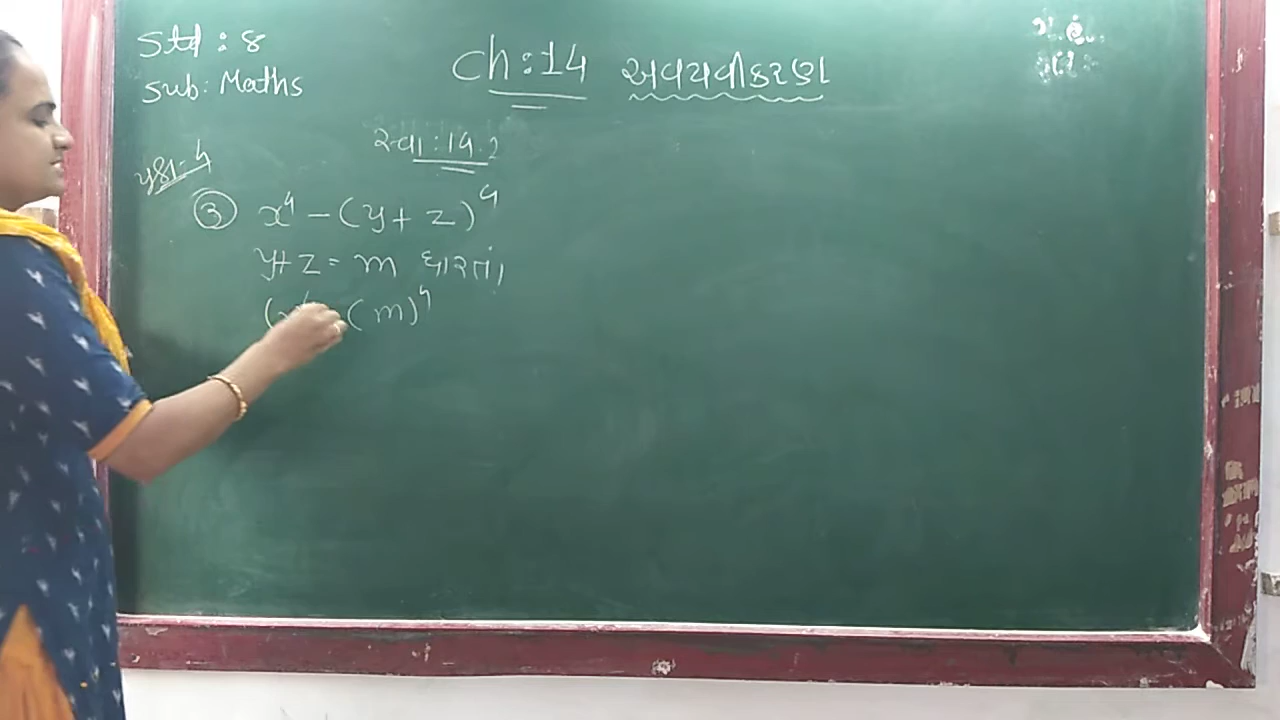 Std : 8
Sub: Maths
Ch:14 અવયવીકરણ
સ્વા : 14.2
પ્રશ્ન-4
③ x⁴ - (y + z)⁴
y + z = m ધારતાં,
(m)⁴